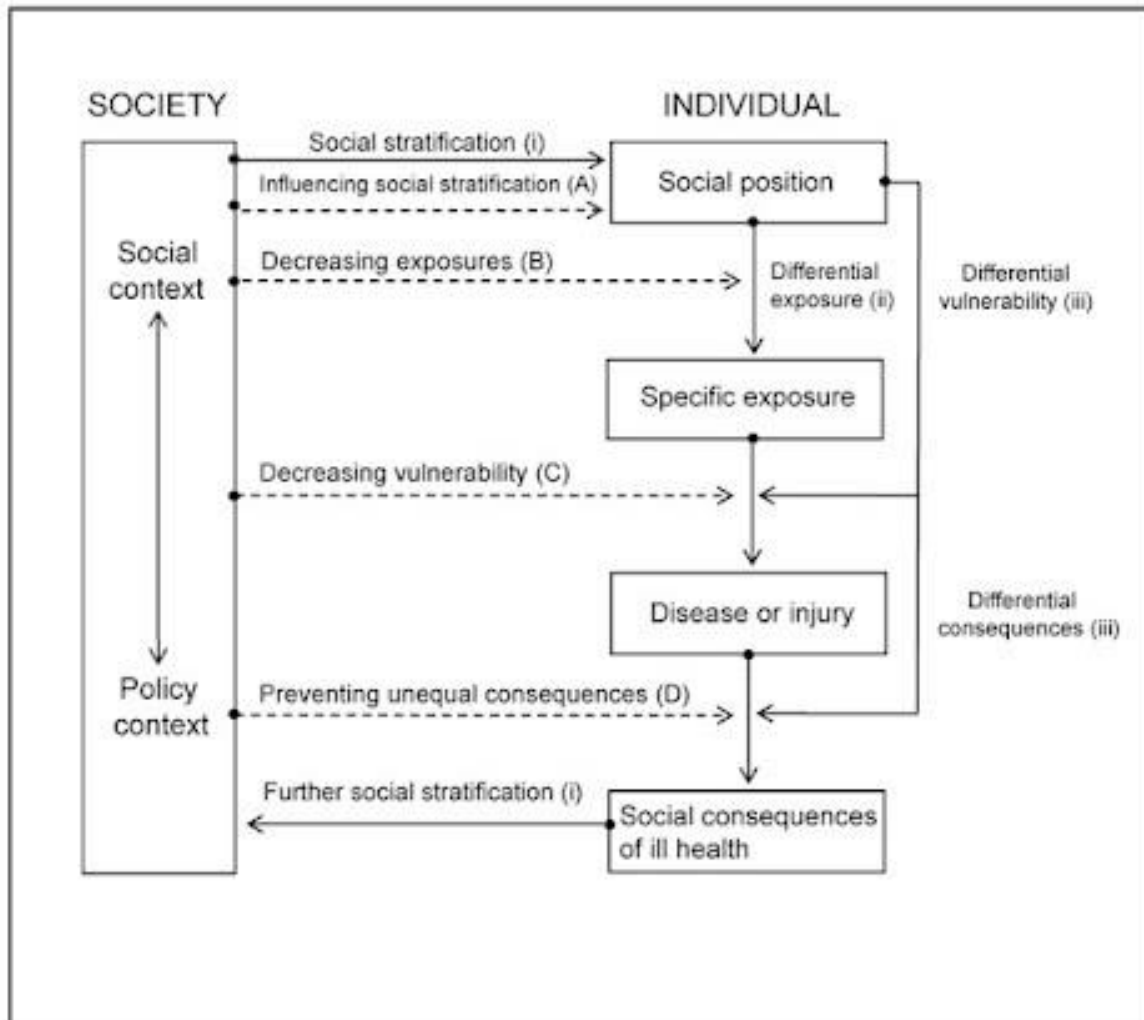 SOCIETY
INDIVIDUAL
Social stratification (i)
Influencing social stratification (A)
Social position
Social
context
Decreasing exposures (B)
Differential
exposure (ii)
Differential
vulnerability (iii)
Specific exposure
Decreasing vulnerability (C)
Disease or injury
Differential
consequences (iii)
Policy
context
Preventing unequal consequences (D)
Further social stratification (i)
Social consequences
of ill health